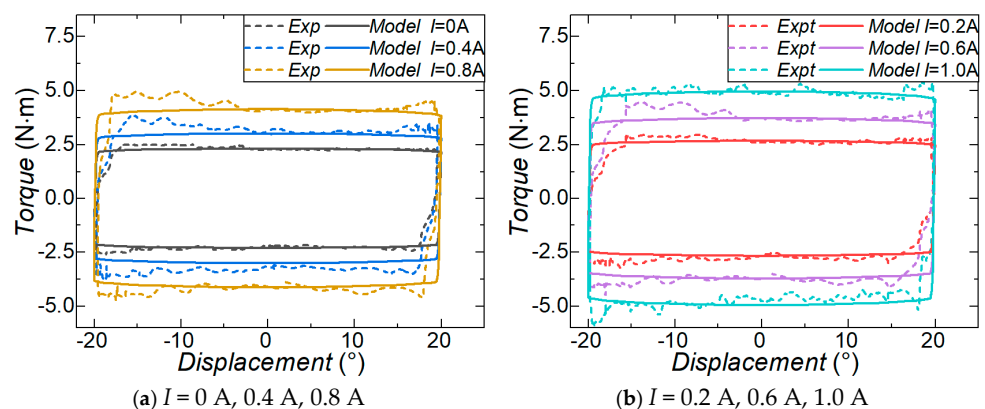 7.5
5.0
2.5
0.0
-2.5
-5.0
Torque (N·m)
Exp Model I=0A
Exp Model I=0.4A
Exp Model I=0.8A
-20 -10 0 10 20
Displacement (°)
(a) I = 0 A, 0.4 A, 0.8 A
7.5
5.0
2.5
0.0
-2.5
-5.0
Torque (N·m)
Expt Model I=0.2A
Expt Model I=0.6A
Expt Model I=1.0A
-20 -10 0 10 20
Displacement (°)
(b) I = 0.2 A, 0.6 A, 1.0 A